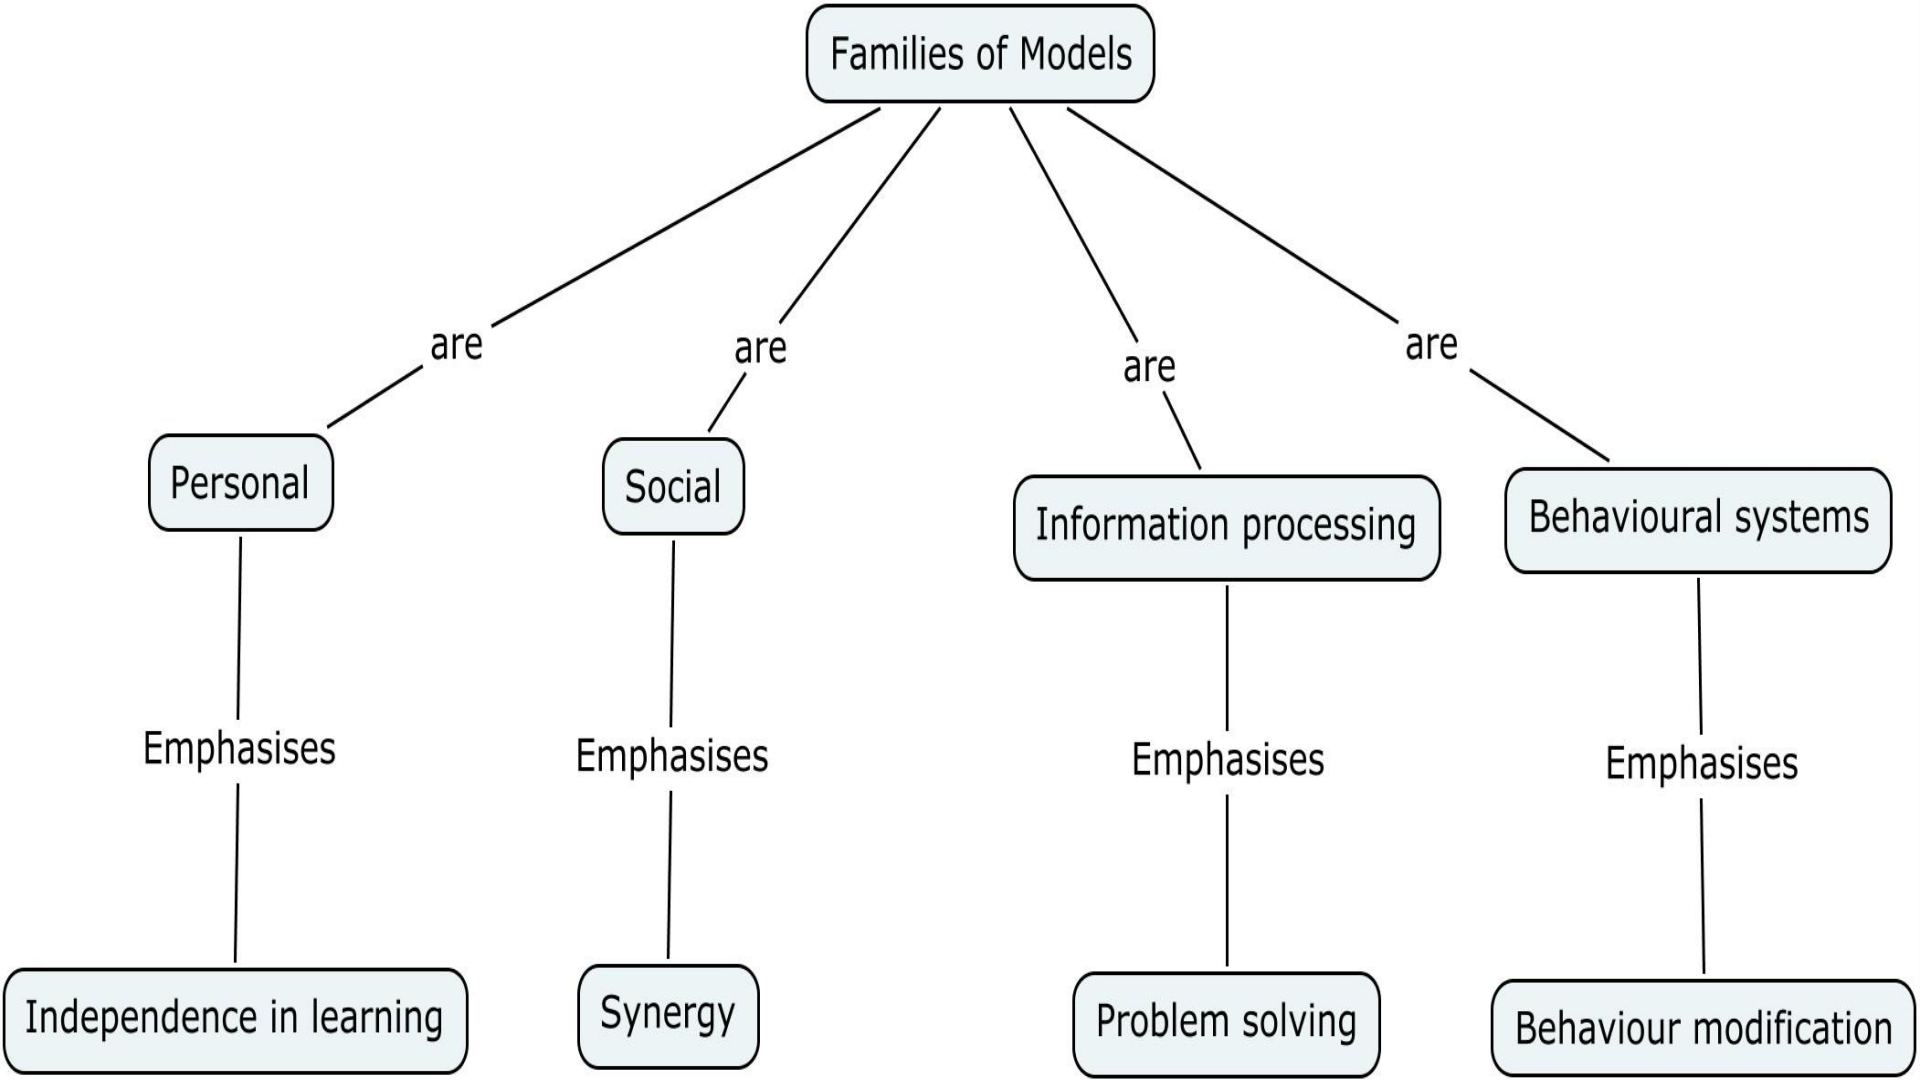 Families of Models
are
are
are
are
Personal
Social
Information processing
Behavioural systems
Emphasises
Emphasises
Emphasises
Emphasises
Independence in learning
Synergy
Problem solving
Behaviour modification